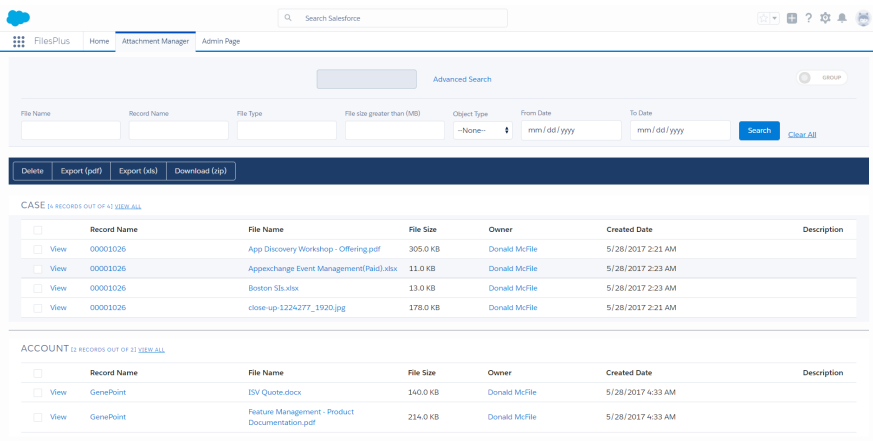 Search Salesforce
FilesPlus Home Attachment Manager Admin Page
Advanced Search GROUP
File Name Record Name File Type File size greater than (MB) Object Type From Date To Date
--None-- mm/dd/yyyy mm/dd/yyyy Search Clear All
Delete Export (pdf) Export (xls) Download (zip)
CASE [4 RECORDS OUT OF 4] VIEW ALL
Record Name File Name File Size Owner Created Date Description
View 00001026 App Discovery Workshop - Offering.pdf 305.0 KB Donald McFile 5/28/2017 2:21 AM
View 00001026 Appexchange Event Management(Paid).xlsx 11.0 KB Donald McFile 5/28/2017 2:23 AM
View 00001026 Boston SIs.xlsx 13.0 KB Donald McFile 5/28/2017 2:23 AM
View 00001026 close-up-1224277_1920.jpg 178.0 KB Donald McFile 5/28/2017 2:21 AM
ACCOUNT [2 RECORDS OUT OF 2] VIEW ALL
Record Name File Name File Size Owner Created Date Description
View GenePoint ISV Quote.docx 140.0 KB Donald McFile 5/28/2017 4:33 AM
View GenePoint Feature Management - Product Documentation.pdf 214.0 KB Donald McFile 5/28/2017 4:33 AM